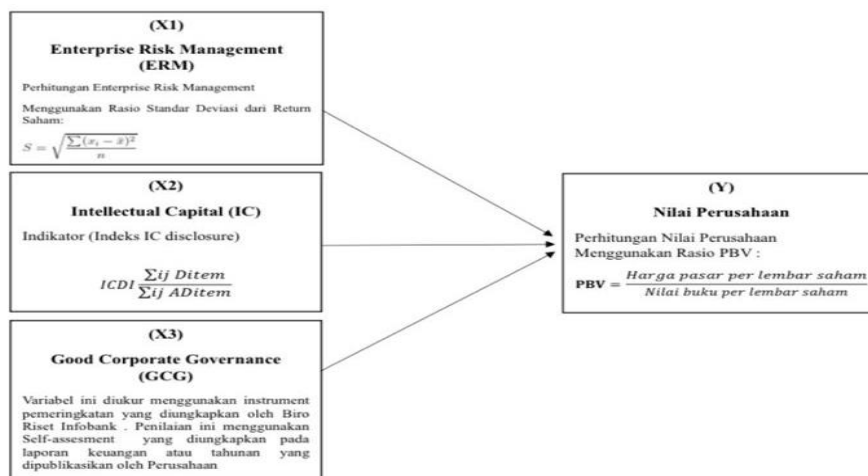 (X1)
Enterprise Risk Management
(ERM)
Perhitungan Enterprise Risk Management
Menggunakan Rasio Standar Deviasi dari Return
Saham:
S = √(∑(xᵢ − x̄)² / n)
(X2)
Intellectual Capital (IC)
Indikator (Indeks IC disclosure)
ICDI ∑ij Ditem / ∑ij ADitem
(X3)
Good Corporate Governance
(GCG)
Variabel ini diukur menggunakan instrument
pemeringkatan yang diungkapkan oleh Biro
Riset Infobank . Penilaian ini menggunakan
Self-assesment yang diungkapkan pada
laporan keuangan atau tahunan yang
dipublikasikan oleh Perusahaan
(Y)
Nilai Perusahaan
Perhitungan Nilai Perusahaan
Menggunakan Rasio PBV :
PBV = Harga pasar per lembar saham / Nilai buku per lembar saham